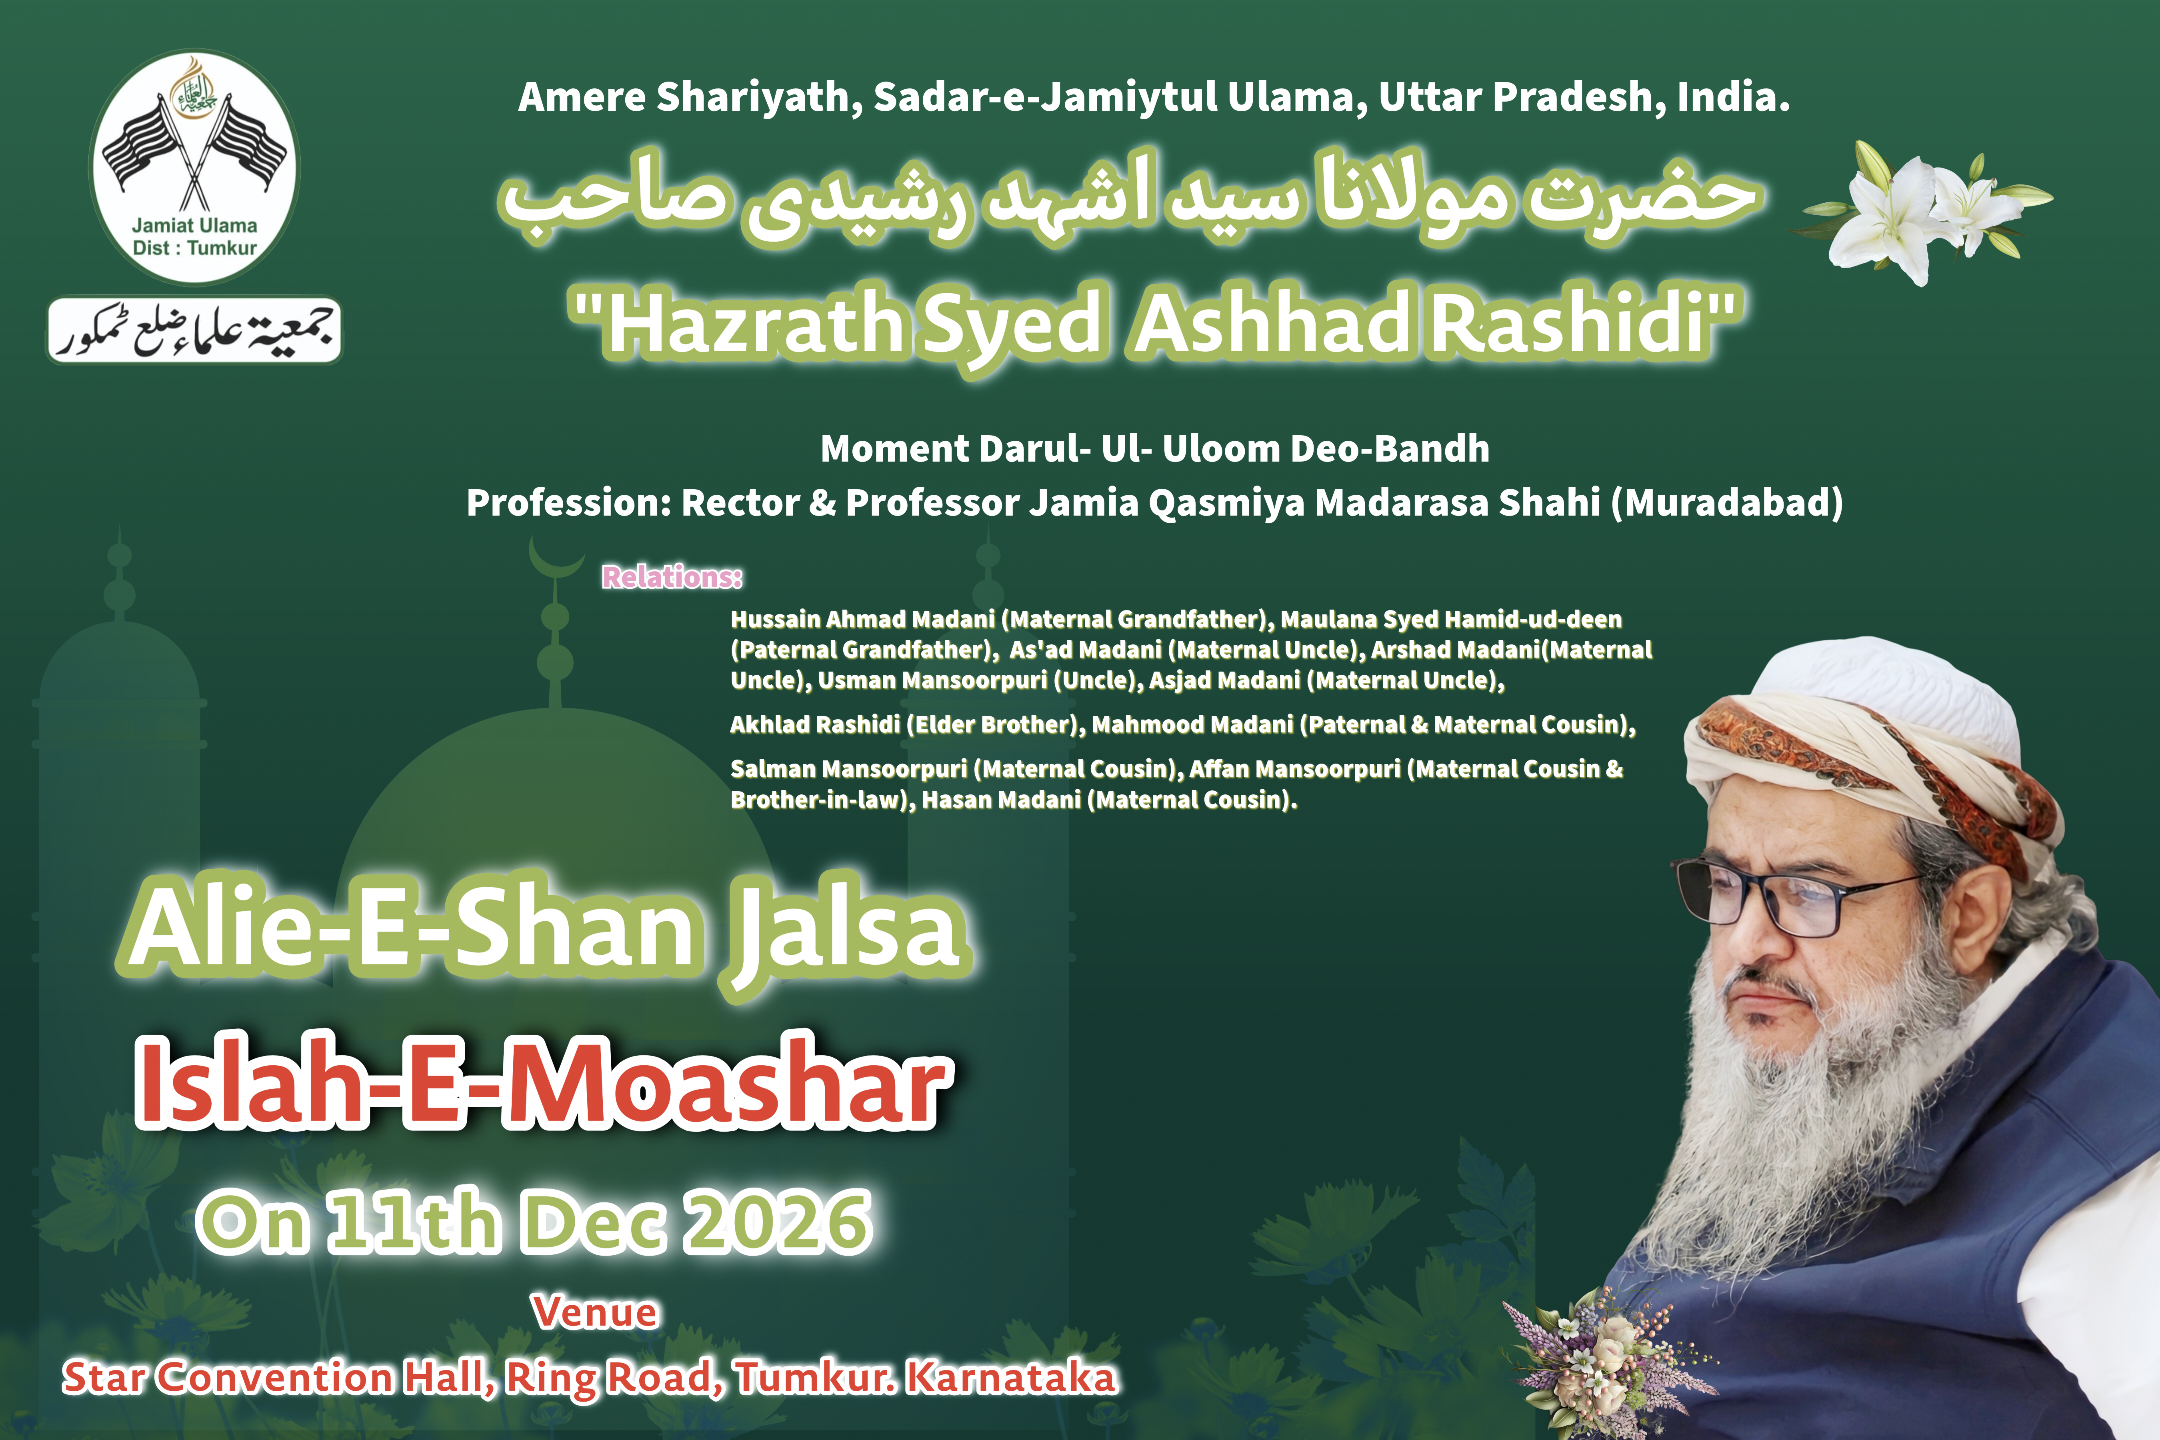 جمعیۃ العلماء
Jamiat Ulama
Dist : Tumkur
جمعیۃ علماء ضلع ٹمکور
Amere Shariyath, Sadar-e-Jamiytul Ulama, Uttar Pradesh, India.
حضرت مولانا سید اشہد رشیدی صاحب
"Hazrath Syed Ashhad Rashidi"
Moment Darul- Ul- Uloom Deo-Bandh
Profession: Rector & Professor Jamia Qasmiya Madarasa Shahi (Muradabad)
Relations:
Hussain Ahmad Madani (Maternal Grandfather), Maulana Syed Hamid-ud-deen
(Paternal Grandfather), As'ad Madani (Maternal Uncle), Arshad Madani(Maternal
Uncle), Usman Mansoorpuri (Uncle), Asjad Madani (Maternal Uncle),
Akhlad Rashidi (Elder Brother), Mahmood Madani (Paternal & Maternal Cousin),
Salman Mansoorpuri (Maternal Cousin), Affan Mansoorpuri (Maternal Cousin &
Brother-in-law), Hasan Madani (Maternal Cousin).
Alie-E-Shan Jalsa
Islah-E-Moashar
On 11th Dec 2026
Venue
Star Convention Hall, Ring Road, Tumkur. Karnataka